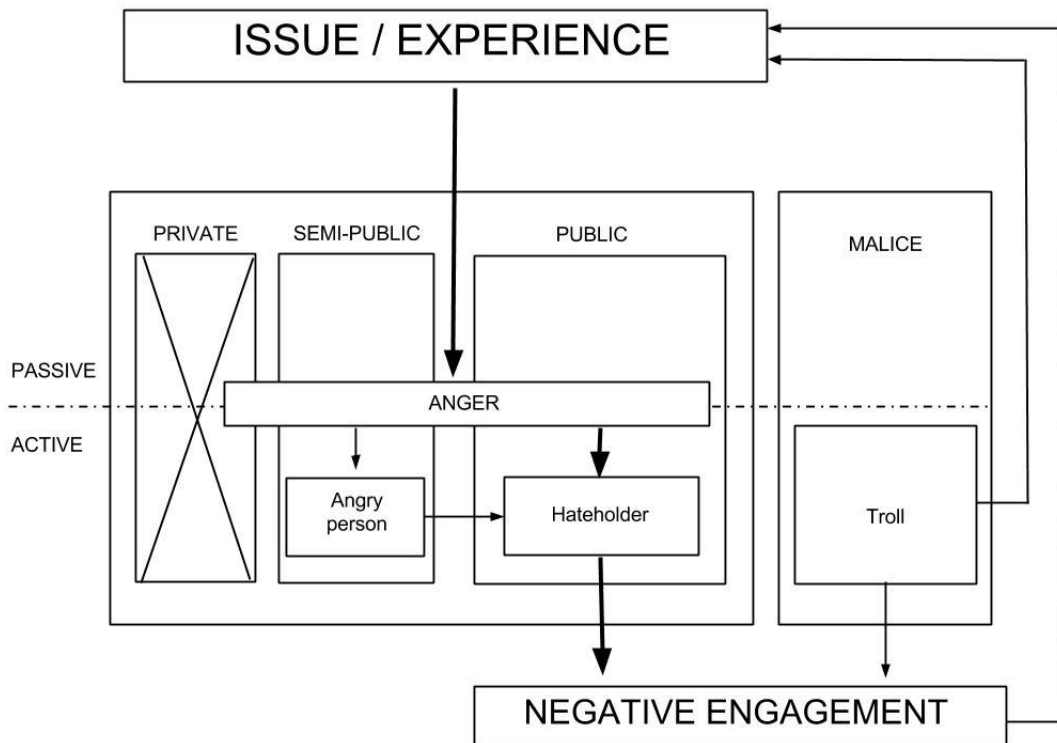 ISSUE / EXPERIENCE
PRIVATE
SEMI-PUBLIC
PUBLIC
MALICE
PASSIVE
ANGER
ACTIVE
Angry
person
Hateholder
Troll
NEGATIVE ENGAGEMENT